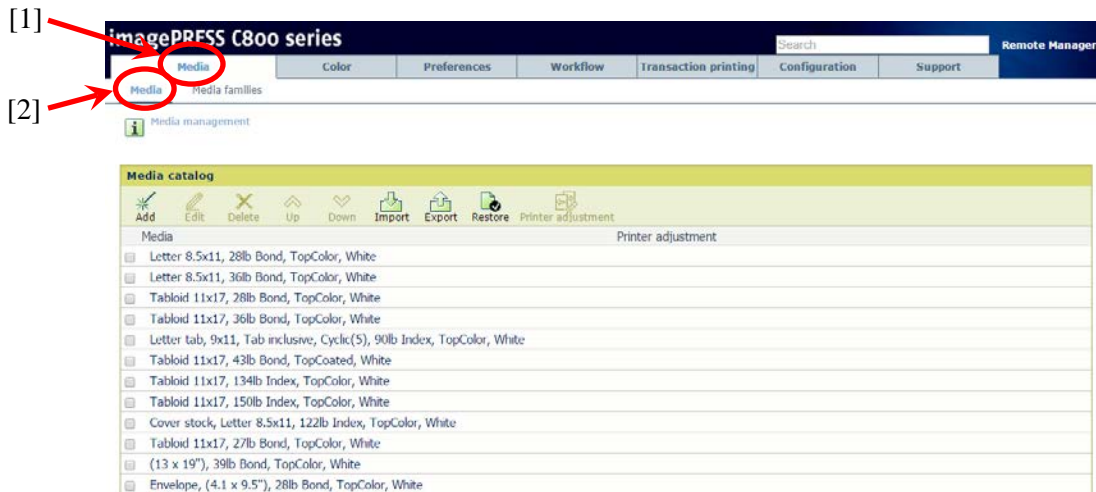 [1]
imagePRESS C800 series
Search
Remote Manager
Media Color Preferences Workflow Transaction printing Configuration Support
[2]
Media Media families
i Media management
Media catalog
Add Edit Delete Up Down Import Export Restore Printer adjustment
Media Printer adjustment
Letter 8.5x11, 28lb Bond, TopColor, White
Letter 8.5x11, 36lb Bond, TopColor, White
Tabloid 11x17, 28lb Bond, TopColor, White
Tabloid 11x17, 36lb Bond, TopColor, White
Letter tab, 9x11, Tab inclusive, Cyclic(5), 90lb Index, TopColor, White
Tabloid 11x17, 43lb Bond, TopCoated, White
Tabloid 11x17, 134lb Index, TopColor, White
Tabloid 11x17, 150lb Index, TopColor, White
Cover stock, Letter 8.5x11, 122lb Index, TopColor, White
Tabloid 11x17, 27lb Bond, TopColor, White
(13 x 19"), 39lb Bond, TopColor, White
Envelope, (4.1 x 9.5"), 28lb Bond, TopColor, White